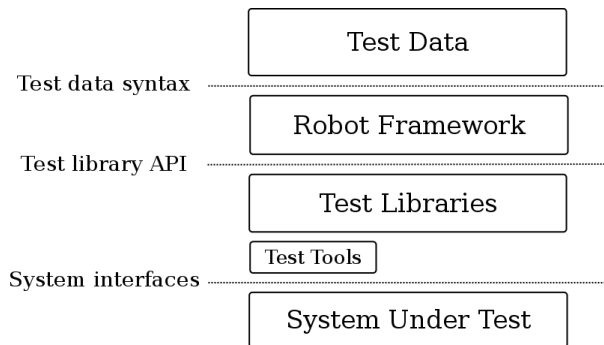 Test Data
Test data syntax
Robot Framework
Test library API
Test Libraries
Test Tools
System interfaces
System Under Test